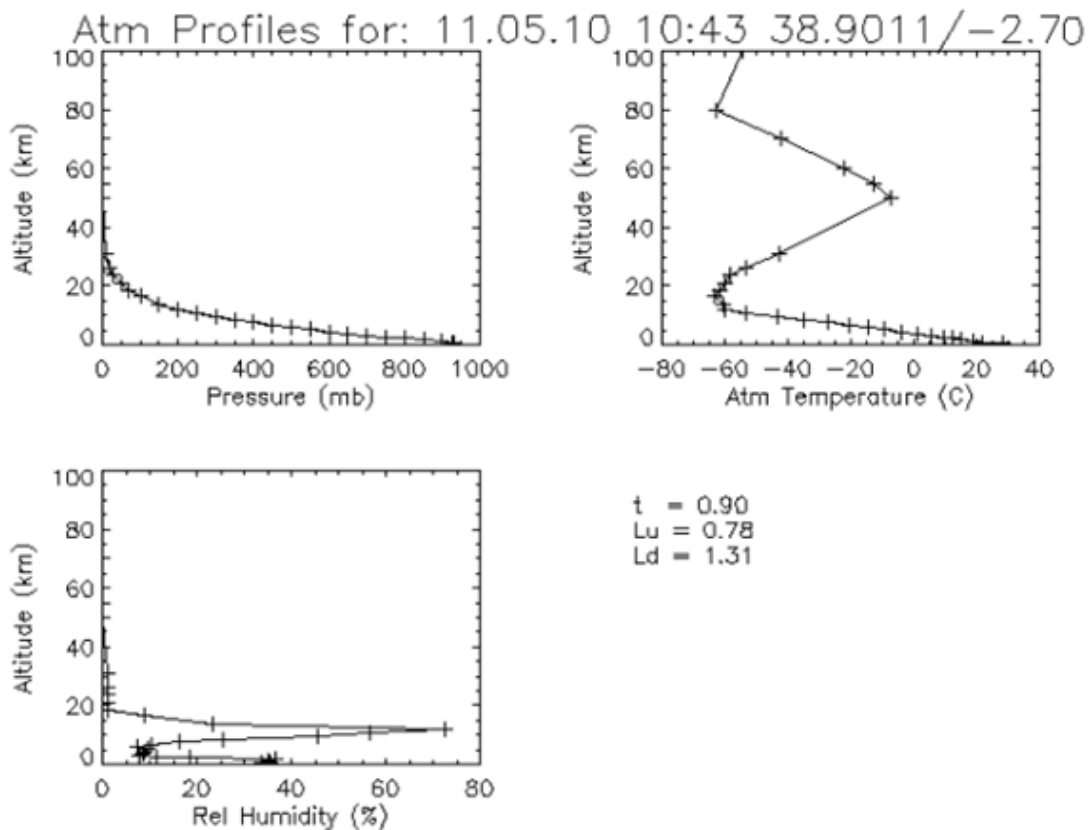 Atm Profiles for: 11.05.10 10:43 38.9011/-2.70
100
80
60
40
20
0
Altitude (km)
0 200 400 600 800 1000
Pressure (mb)
100
80
60
40
20
0
Altitude (km)
-80 -60 -40 -20 0 20 40
Atm Temperature (C)
100
80
60
40
20
0
Altitude (km)
0 20 40 60 80
Rel Humidity (%)
t = 0.90
Lu = 0.78
Ld = 1.31